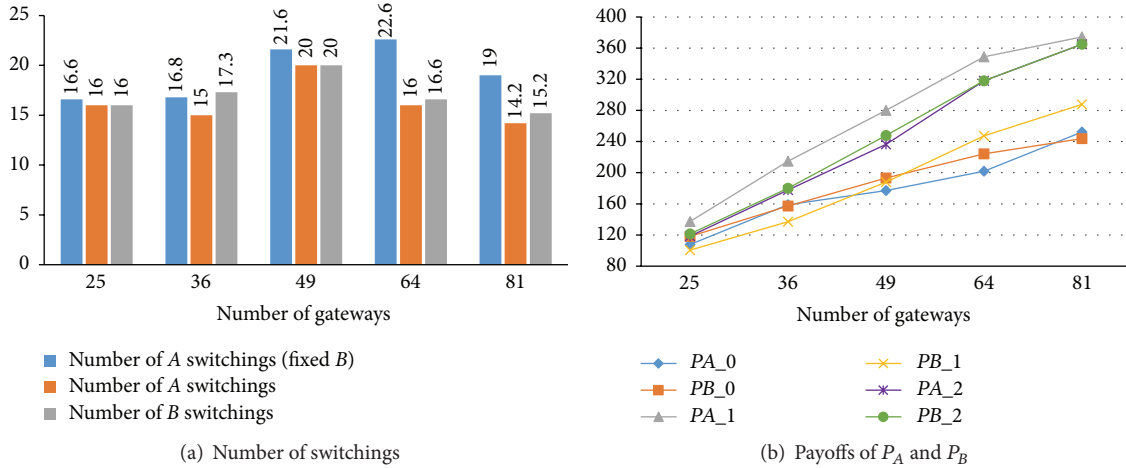 25
20
15
10
5
0
16.6
16
16
16.8
15
17.3
21.6
20
20
22.6
16
16.6
19
14.2
15.2
25 36 49 64 81
Number of gateways
Number of A switchings (fixed B)
Number of A switchings
Number of B switchings
(a) Number of switchings
400
360
320
280
240
200
160
120
80
25 36 49 64 81
Number of gateways
PA_0 PB_1
PB_0 PA_2
PA_1 PB_2
(b) Payoffs of PA and PB